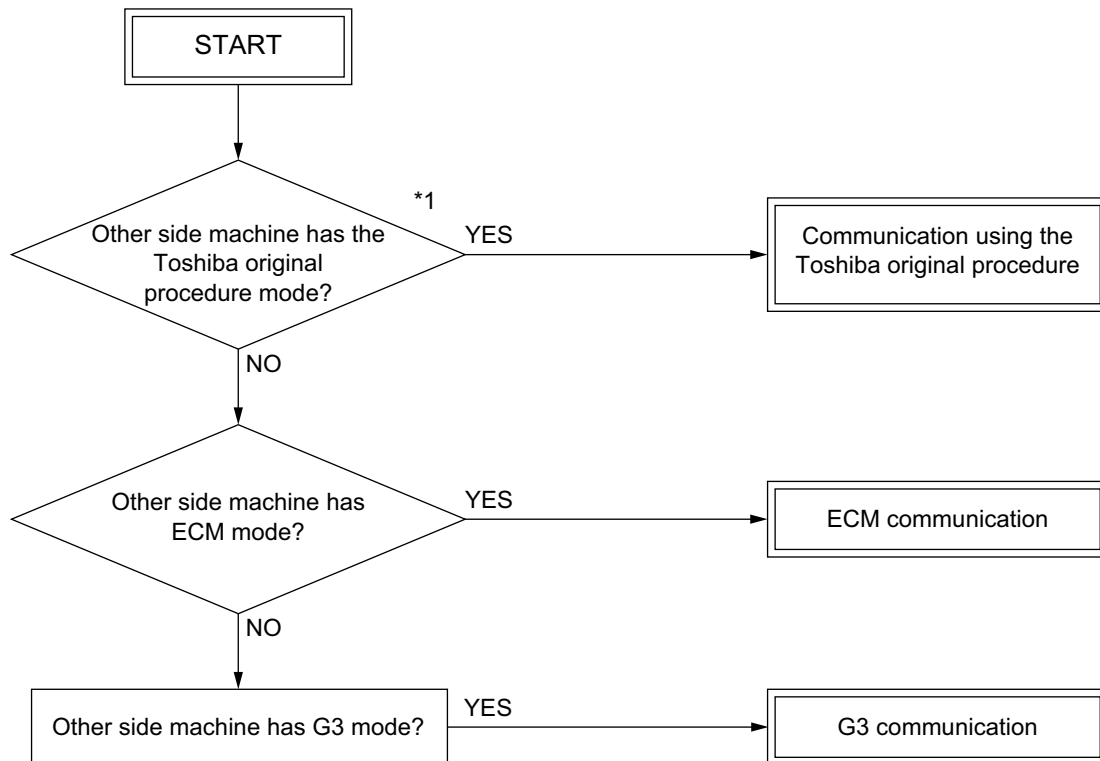 START
*1
Other side machine has the
Toshiba original
procedure mode?
YES
Communication using the
Toshiba original procedure
NO
Other side machine has
ECM mode?
YES
ECM communication
NO
Other side machine has G3 mode?
YES
G3 communication